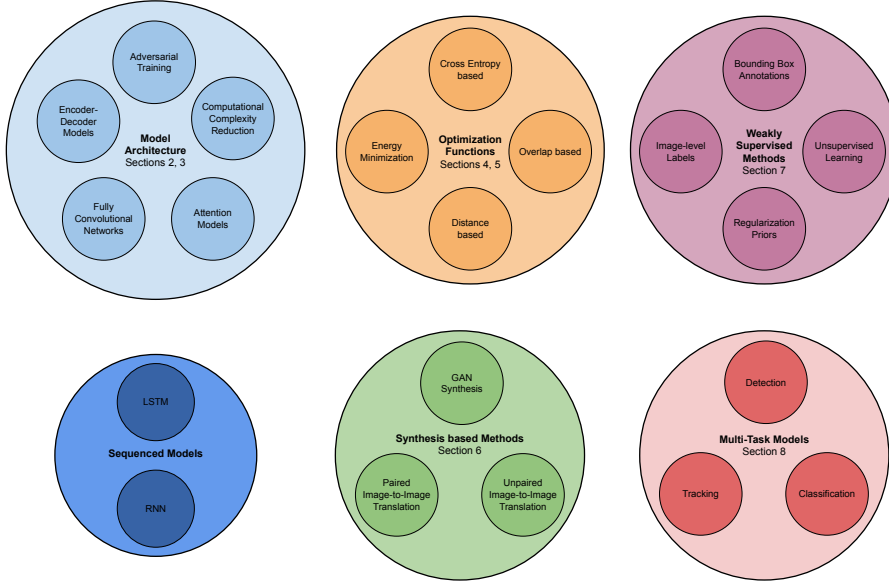 Adversarial
Training
Encoder-
Decoder
Models
Computational
Complexity
Reduction
Model
Architecture
Sections 2, 3
Fully
Convolutional
Networks
Attention
Models
Cross Entropy
based
Energy
Minimization
Optimization
Functions
Sections 4, 5
Overlap based
Distance
based
Bounding Box
Annotations
Image-level
Labels
Weakly
Supervised
Methods
Section 7
Unsupervised
Learning
Regularization
Priors
LSTM
Sequenced Models
RNN
GAN
Synthesis
Synthesis based Methods
Section 6
Paired
Image-to-Image
Translation
Unpaired
Image-to-Image
Translation
Detection
Multi-Task Models
Section 8
Tracking
Classification